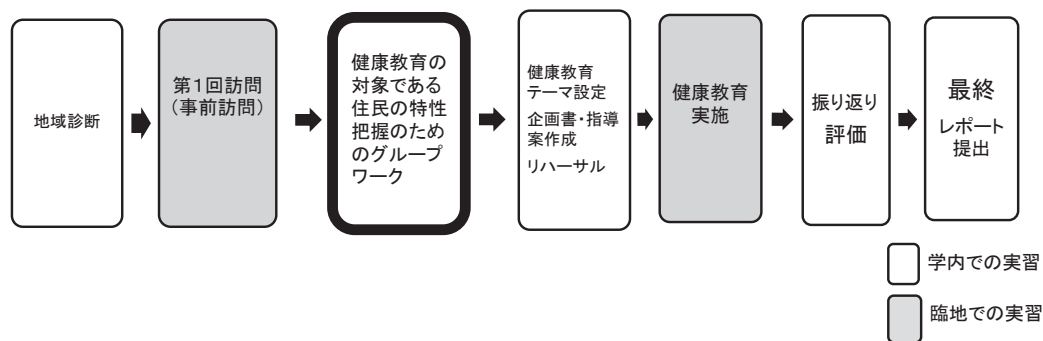 地域診断
第1回訪問
（事前訪問）
健康教育の
対象である
住民の特性
把握のため
のグループ
ワーク
健康教育
テーマ設定
企画書・指導
案作成
リハーサル
健康教育
実施
振り返り
評価
最終
レポート
提出
学内での実習
臨地での実習